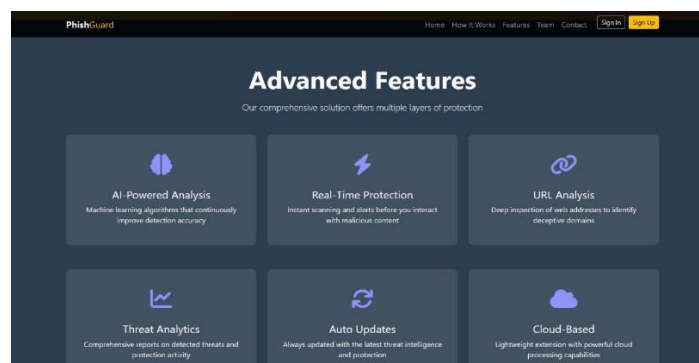 PhishGuard
Home How It Works Features Team Contact Sign In Sign Up
Advanced Features
Our comprehensive solution offers multiple layers of protection
AI-Powered Analysis
Machine learning algorithms that continuously
improve detection accuracy
Real-Time Protection
Instant scanning and alerts before you interact
with malicious content
URL Analysis
Deep inspection of web addresses to identify
deceptive domains
Threat Analytics
Comprehensive reports on detected threats and
protection activity
Auto Updates
Always updated with the latest threat intelligence
and protection
Cloud-Based
Lightweight extension with powerful cloud
processing capabilities